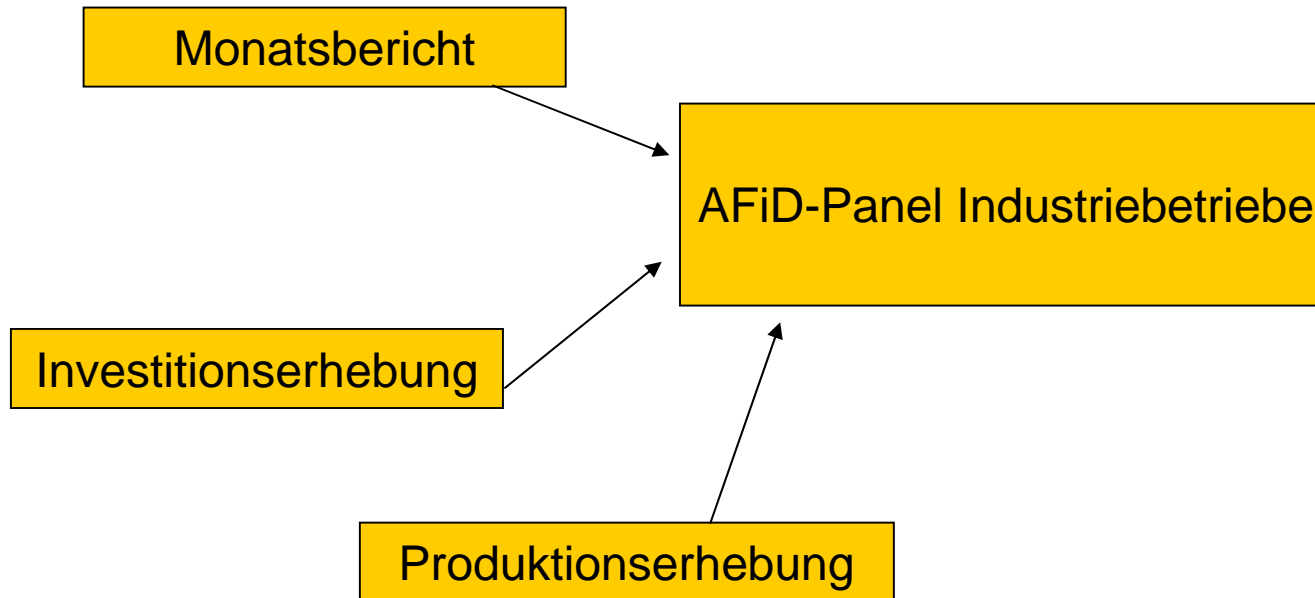 Monatsbericht
AFiD-Panel Industriebetriebe
Investitionserhebung
Produktionserhebung